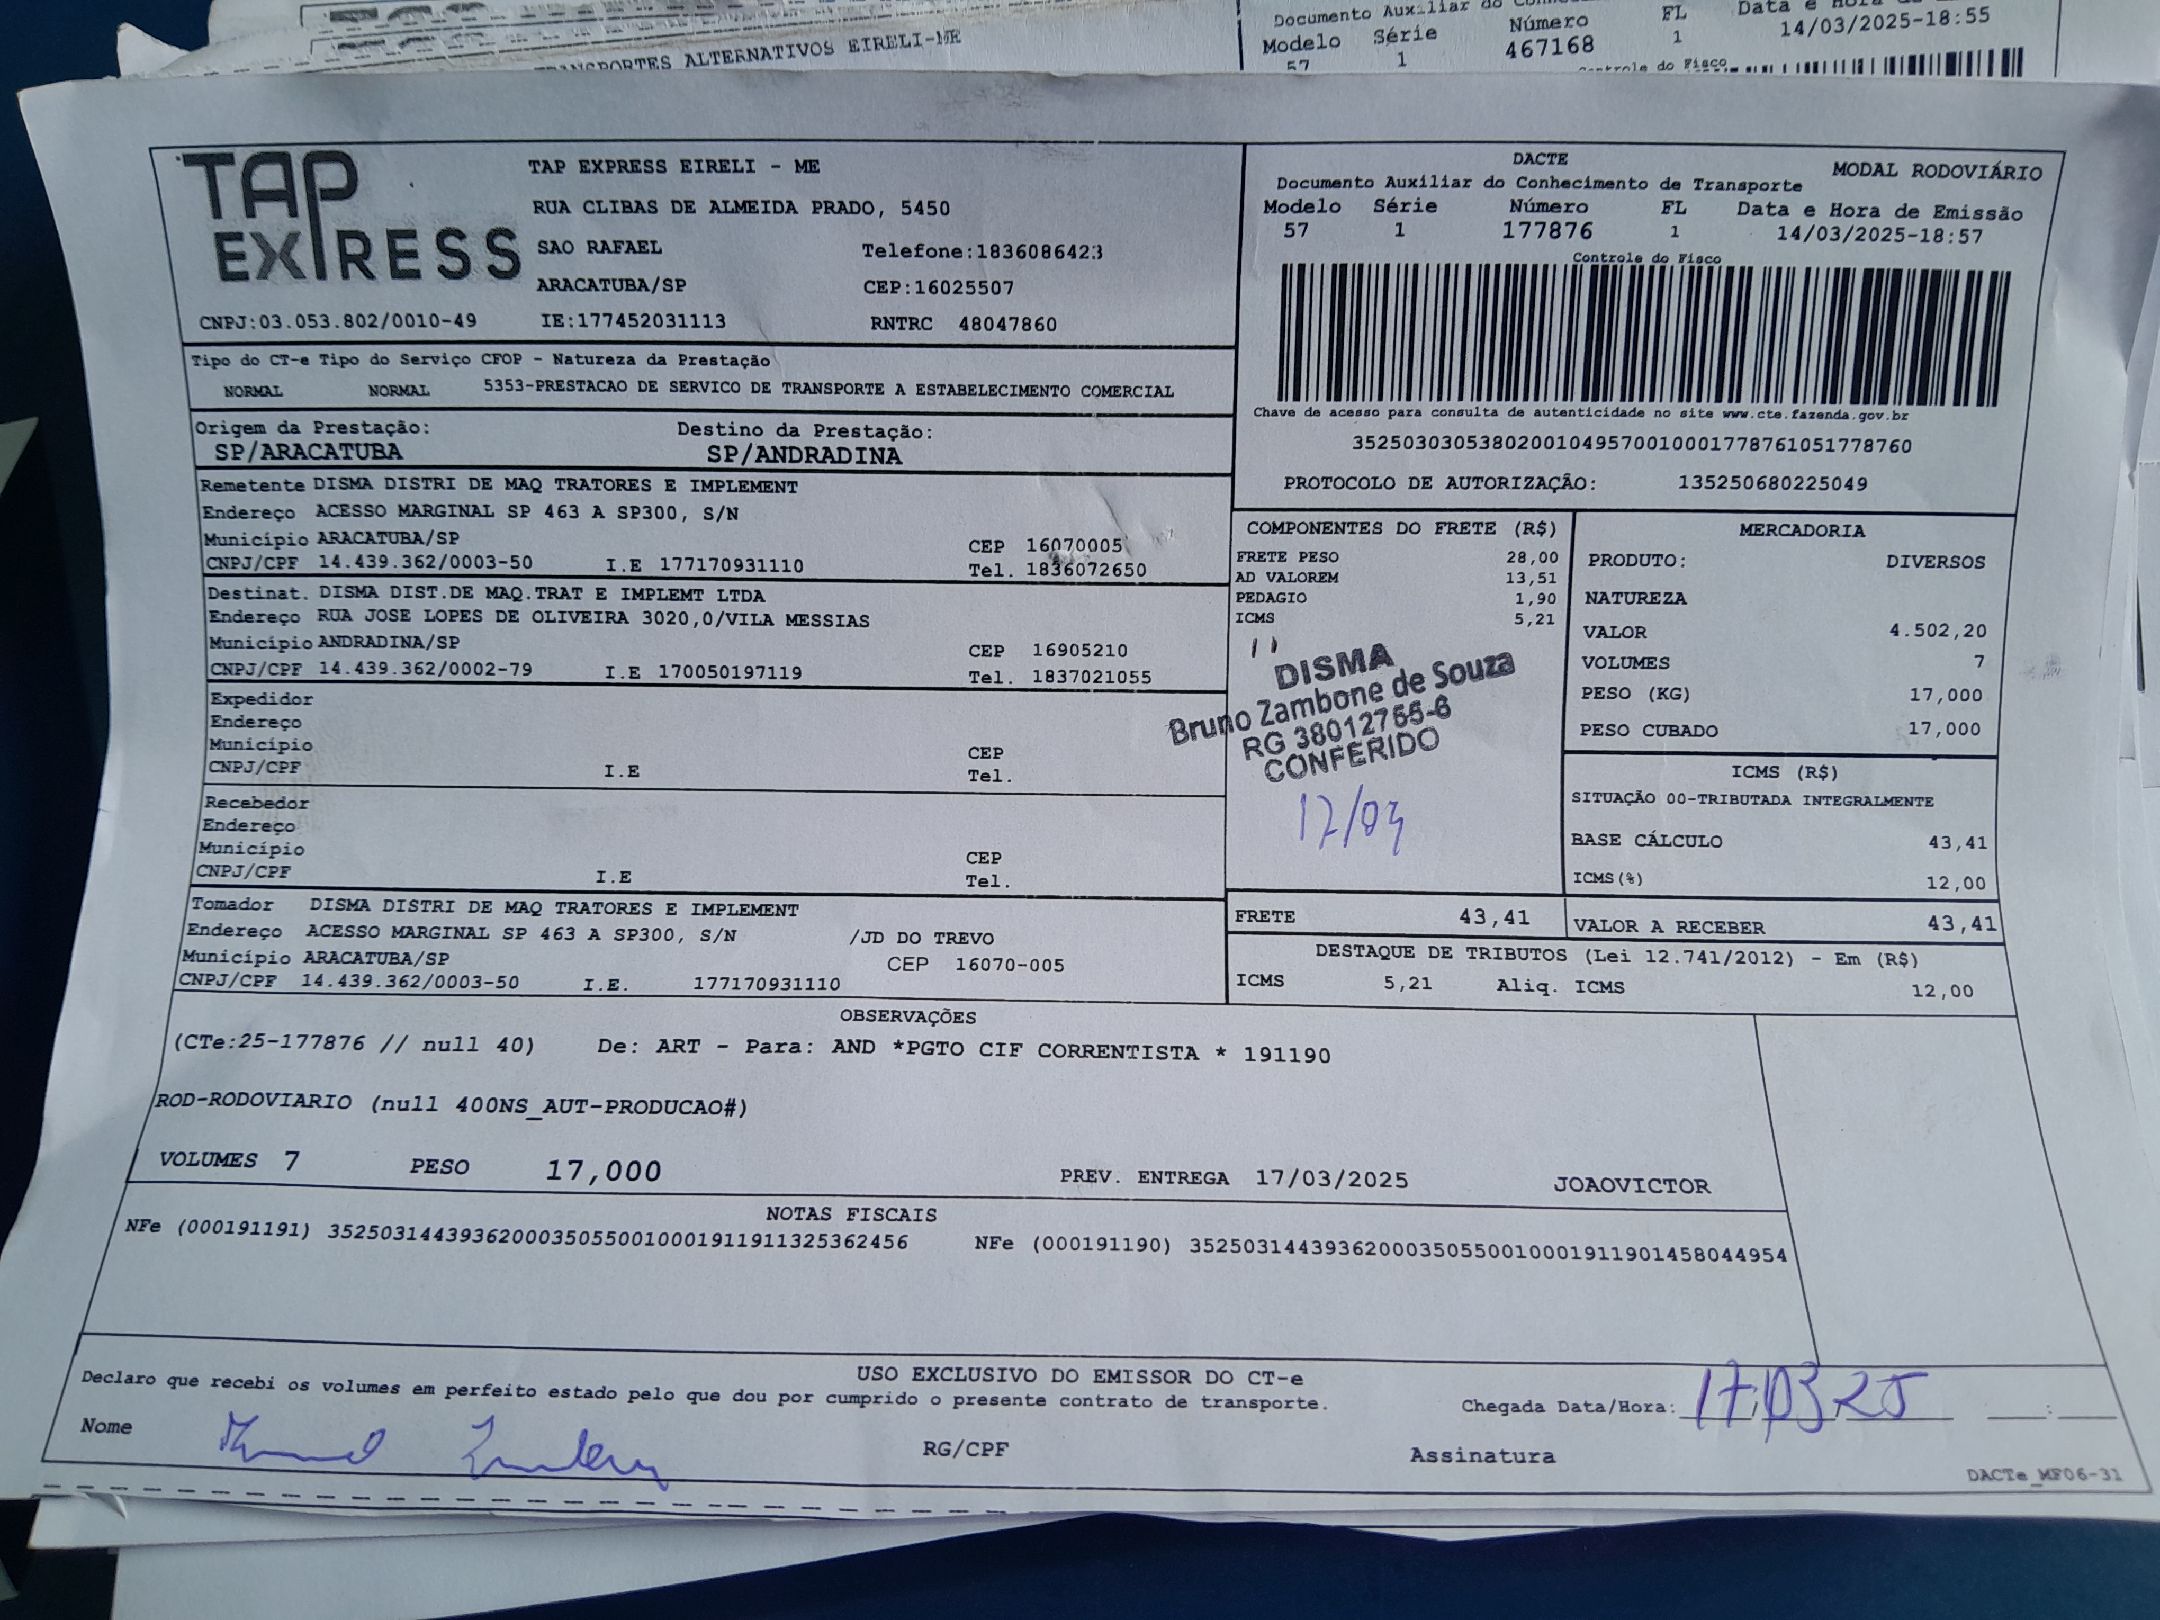 TRANSPORTES ALTERNATIVOS EIRELI-ME
Documento Auxiliar do
Modelo Série Número FL Data e
57 1 467168 1 14/03/2025-18:55
Controle do Fisco
TAP EXPRESS
TAP EXPRESS EIRELI - ME
RUA CLIBAS DE ALMEIDA PRADO, 5450
SAO RAFAEL Telefone:1836086423
ARACATUBA/SP CEP:16025507
CNPJ:03.053.802/0010-49 IE:177452031113 RNTRC 48047860
DACTE MODAL RODOVIÁRIO
Documento Auxiliar do Conhecimento de Transporte
Modelo Série Número FL Data e Hora de Emissão
57 1 177876 1 14/03/2025-18:57
Controle do Fisco
Chave de acesso para consulta de autenticidade no site www.cte.fazenda.gov.br
35250303053802001049570010001778761051778760
PROTOCOLO DE AUTORIZAÇÃO: 135250680225049
Tipo do CT-e Tipo do Serviço CFOP - Natureza da Prestação
NORMAL NORMAL 5353-PRESTACAO DE SERVICO DE TRANSPORTE A ESTABELECIMENTO COMERCIAL
Origem da Prestação: Destino da Prestação:
SP/ARACATUBA SP/ANDRADINA
Remetente DISMA DISTRI DE MAQ TRATORES E IMPLEMENT
Endereço ACESSO MARGINAL SP 463 A SP300, S/N
Município ARACATUBA/SP CEP 16070005
CNPJ/CPF 14.439.362/0003-50 I.E 177170931110 Tel. 1836072650
Destinat. DISMA DIST.DE MAQ.TRAT E IMPLEMT LTDA
Endereço RUA JOSE LOPES DE OLIVEIRA 3020,0/VILA MESSIAS
Município ANDRADINA/SP CEP 16905210
CNPJ/CPF 14.439.362/0002-79 I.E 170050197119 Tel. 1837021055
Expedidor
Endereço
Município CEP
CNPJ/CPF I.E Tel.
Recebedor
Endereço
Município CEP
CNPJ/CPF I.E Tel.
Tomador DISMA DISTRI DE MAQ TRATORES E IMPLEMENT
Endereço ACESSO MARGINAL SP 463 A SP300, S/N /JD DO TREVO
Município ARACATUBA/SP CEP 16070-005
CNPJ/CPF 14.439.362/0003-50 I.E. 177170931110
COMPONENTES DO FRETE (R$)
FRETE PESO 28,00
AD VALOREM 13,51
PEDAGIO 1,90
ICMS 5,21
DISMA
Bruno Zambone de Souza
RG 38012755-6
CONFERIDO
17/03
MERCADORIA
PRODUTO: DIVERSOS
NATUREZA
VALOR 4.502,20
VOLUMES 7
PESO (KG) 17,000
PESO CUBADO 17,000
ICMS (R$)
SITUAÇÃO 00-TRIBUTADA INTEGRALMENTE
BASE CÁLCULO 43,41
ICMS(%) 12,00
FRETE 43,41 VALOR A RECEBER 43,41
DESTAQUE DE TRIBUTOS (Lei 12.741/2012) - Em (R$)
ICMS 5,21 Aliq. ICMS 12,00
OBSERVAÇÕES
(CTe:25-177876 // null 40) De: ART - Para: AND *PGTO CIF CORRENTISTA * 191190
ROD-RODOVIARIO (null 400NS_AUT-PRODUCAO#)
VOLUMES 7 PESO 17,000 PREV. ENTREGA 17/03/2025 JOAOVICTOR
NOTAS FISCAIS
NFe (000191191) 35250314439362000350550010001911911325362456 NFe (000191190) 35250314439362000350550010001911901458044954
USO EXCLUSIVO DO EMISSOR DO CT-e
Declaro que recebi os volumes em perfeito estado pelo que dou por cumprido o presente contrato de transporte. Chegada Data/Hora: 17/03/25 :
Nome RG/CPF Assinatura
DACTe_MF06-31